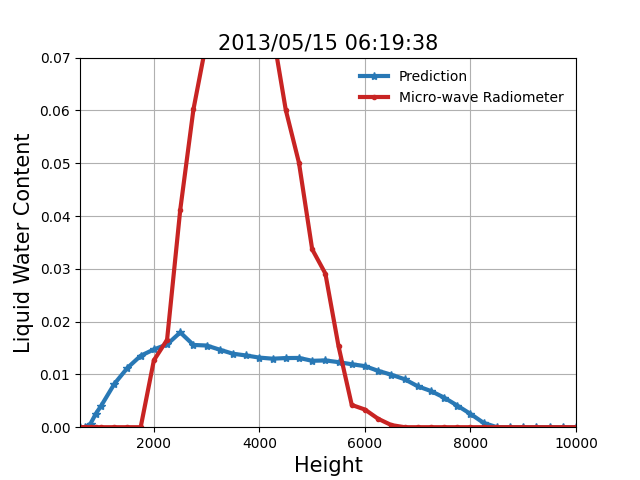 2013/05/15 06:19:38
0.07
0.06
0.05
0.04
0.03
0.02
0.01
0.00
Liquid Water Content
Prediction
Micro-wave Radiometer
2000 4000 6000 8000 10000
Height